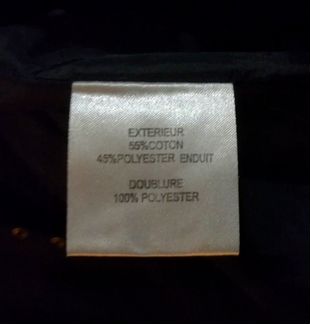 EXTERIEUR
55%COTON
45%POLYESTER ENDUIT
DOUBLURE
100% POLYESTER